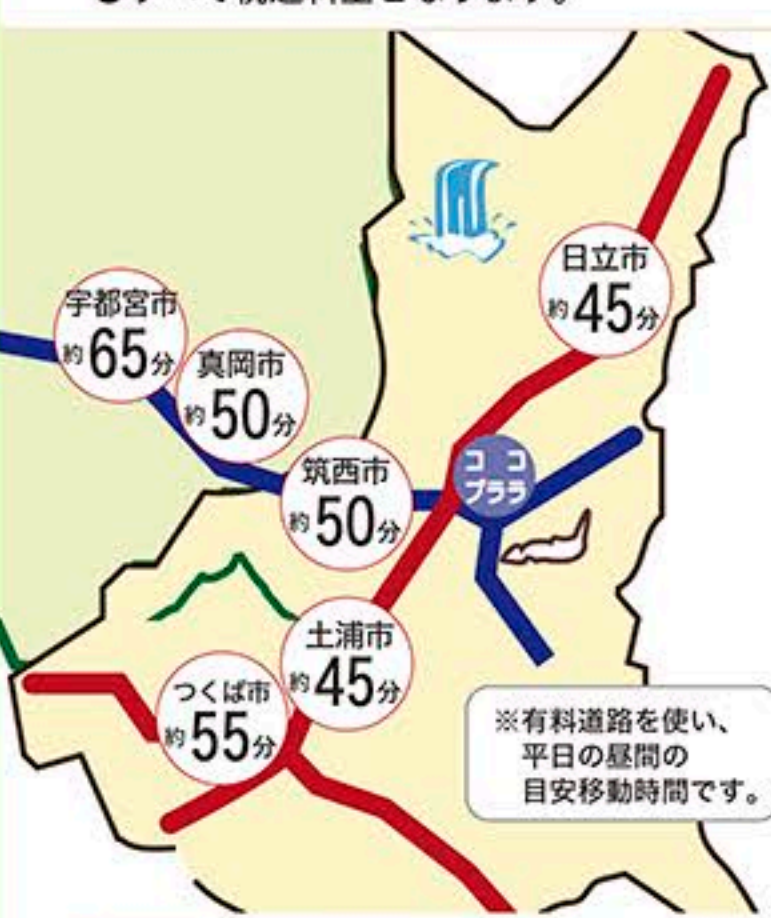 日立市
約45分
宇都宮市
約65分
真岡市
約50分
筑西市
約50分
ココ
プララ
土浦市
約45分
つくば市
約55分
※有料道路を使い、
平日の昼間の
目安移動時間です。